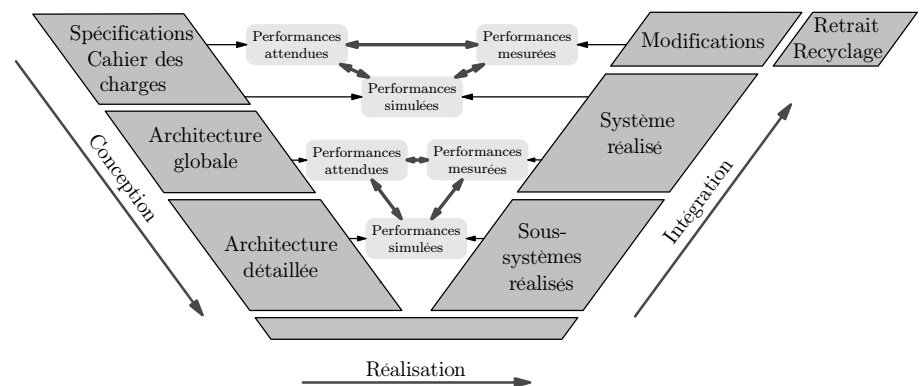 Spécifications
Cahier des
charges
Performances
attendues
Performances
mesurées
Modifications
Retrait
Recyclage
Performances
simulées
Architecture
globale
Performances
attendues
Performances
mesurées
Système
réalisé
Conception
Intégration
Architecture
détaillée
Performances
simulées
Sous-
systèmes
réalisés
Réalisation